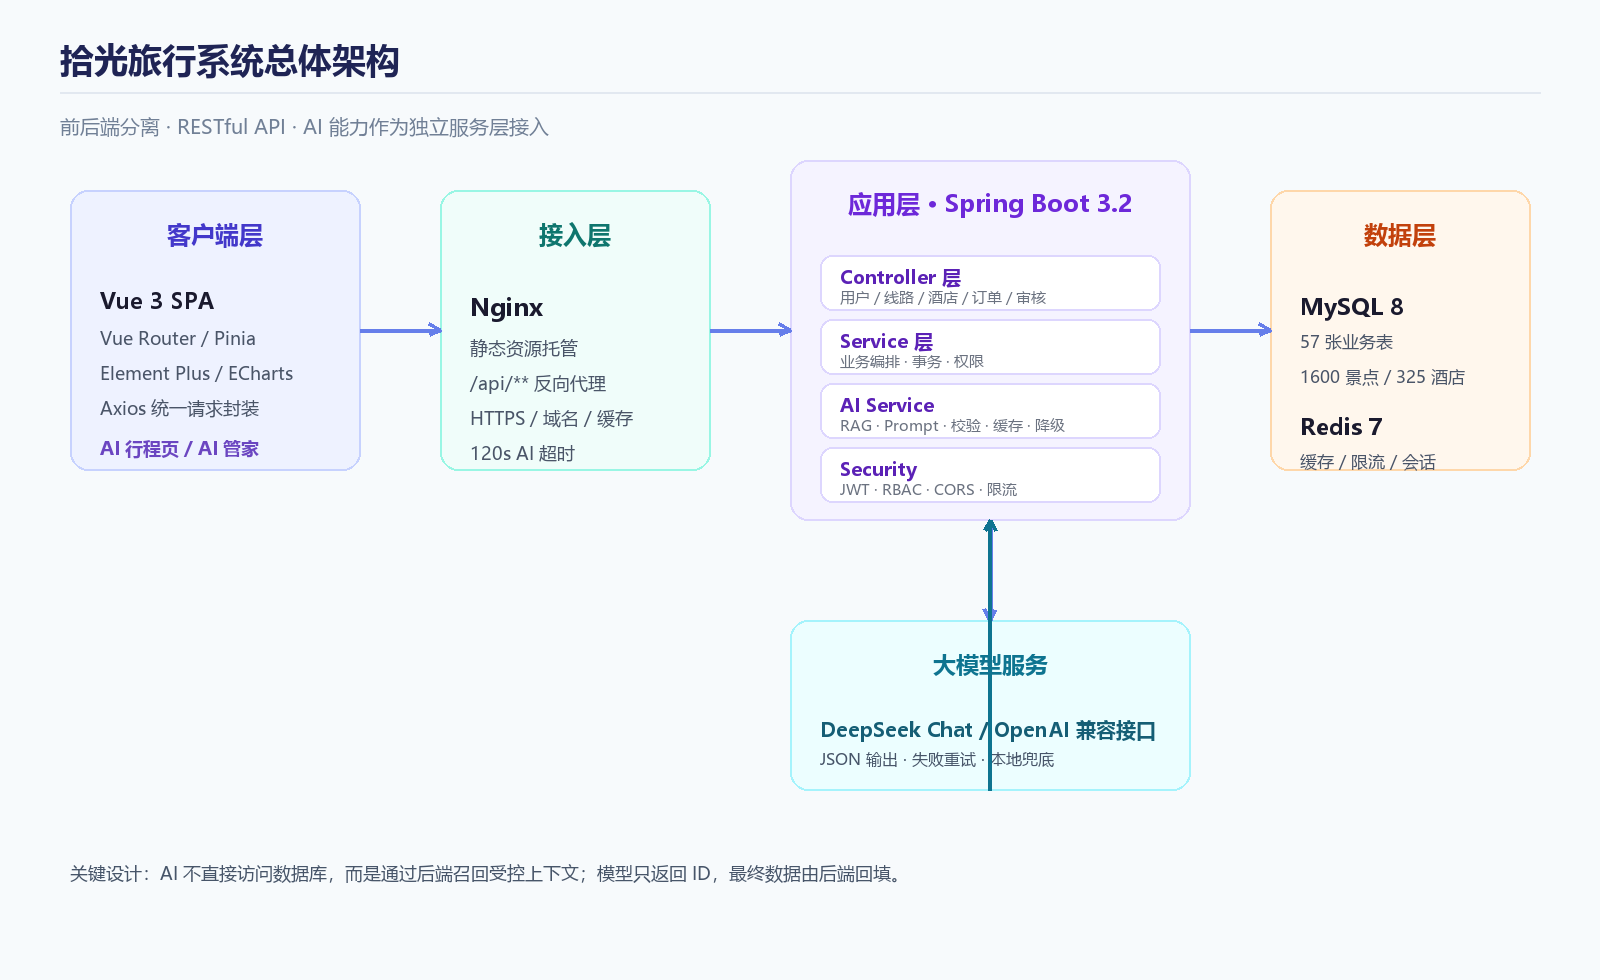 拾光旅行系统总体架构
前后端分离 · RESTful API · AI 能力作为独立服务层接入
客户端层
Vue 3 SPA
Vue Router / Pinia
Element Plus / ECharts
Axios 统一请求封装
AI 行程页 / AI 管家
接入层
Nginx
静态资源托管
/api/** 反向代理
HTTPS / 域名 / 缓存
120s AI 超时
应用层 • Spring Boot 3.2
Controller 层
用户 / 线路 / 酒店 / 订单 / 审核
Service 层
业务编排 · 事务 · 权限
AI Service
RAG · Prompt · 校验 · 缓存 · 降级
Security
JWT · RBAC · CORS · 限流
数据层
MySQL 8
57 张业务表
1600 景点 / 325 酒店
Redis 7
缓存 / 限流 / 会话
大模型服务
DeepSeek Chat / OpenAI 兼容接口
JSON 输出 · 失败重试 · 本地兜底
关键设计：AI 不直接访问数据库，而是通过后端召回受控上下文；模型只返回 ID，最终数据由后端回填。